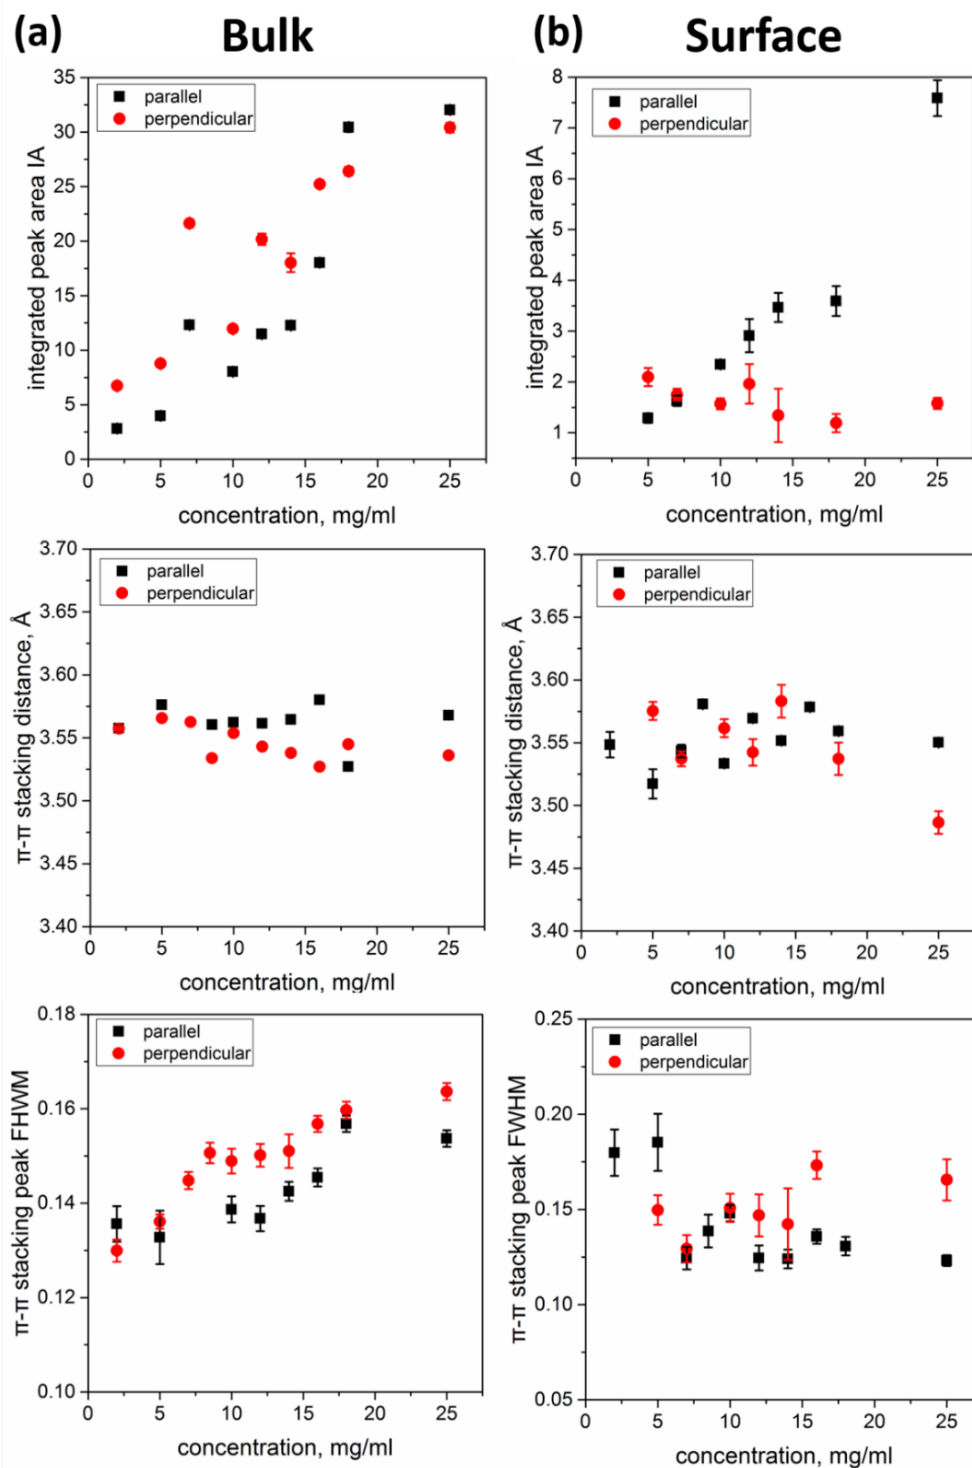 (a) Bulk
(b) Surface
35
30
25
20
15
10
5
0
integrated peak area IA
parallel
perpendicular
0 5 10 15 20 25
concentration, mg/ml
8
7
6
5
4
3
2
1
integrated peak area IA
parallel
perpendicular
0 5 10 15 20 25
concentration, mg/ml
3.70
3.65
3.60
3.55
3.50
3.45
3.40
π-π stacking distance, Å
parallel
perpendicular
0 5 10 15 20 25
concentration, mg/ml
3.70
3.65
3.60
3.55
3.50
3.45
3.40
π-π stacking distance, Å
parallel
perpendicular
0 5 10 15 20 25
concentration, mg/ml
0.18
0.16
0.14
0.12
0.10
π-π stacking peak FHWM
parallel
perpendicular
0 5 10 15 20 25
concentration, mg/ml
0.25
0.20
0.15
0.10
0.05
π-π stacking peak FWHM
parallel
perpendicular
0 5 10 15 20 25
concentration, mg/ml